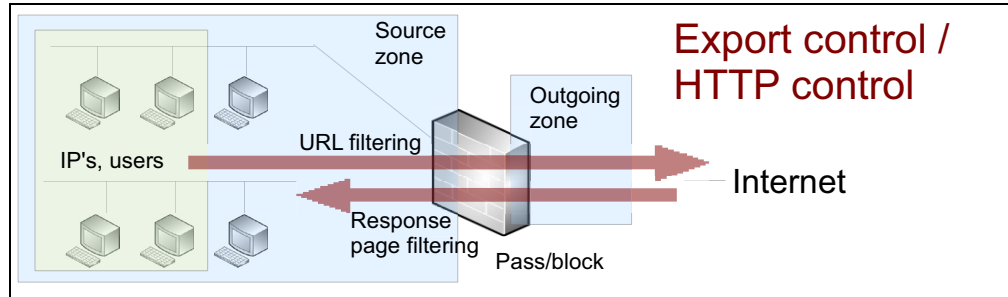 Source
zone
Export control /
HTTP control
Outgoing
zone
URL filtering
IP's, users
Internet
Response
page filtering
Pass/block